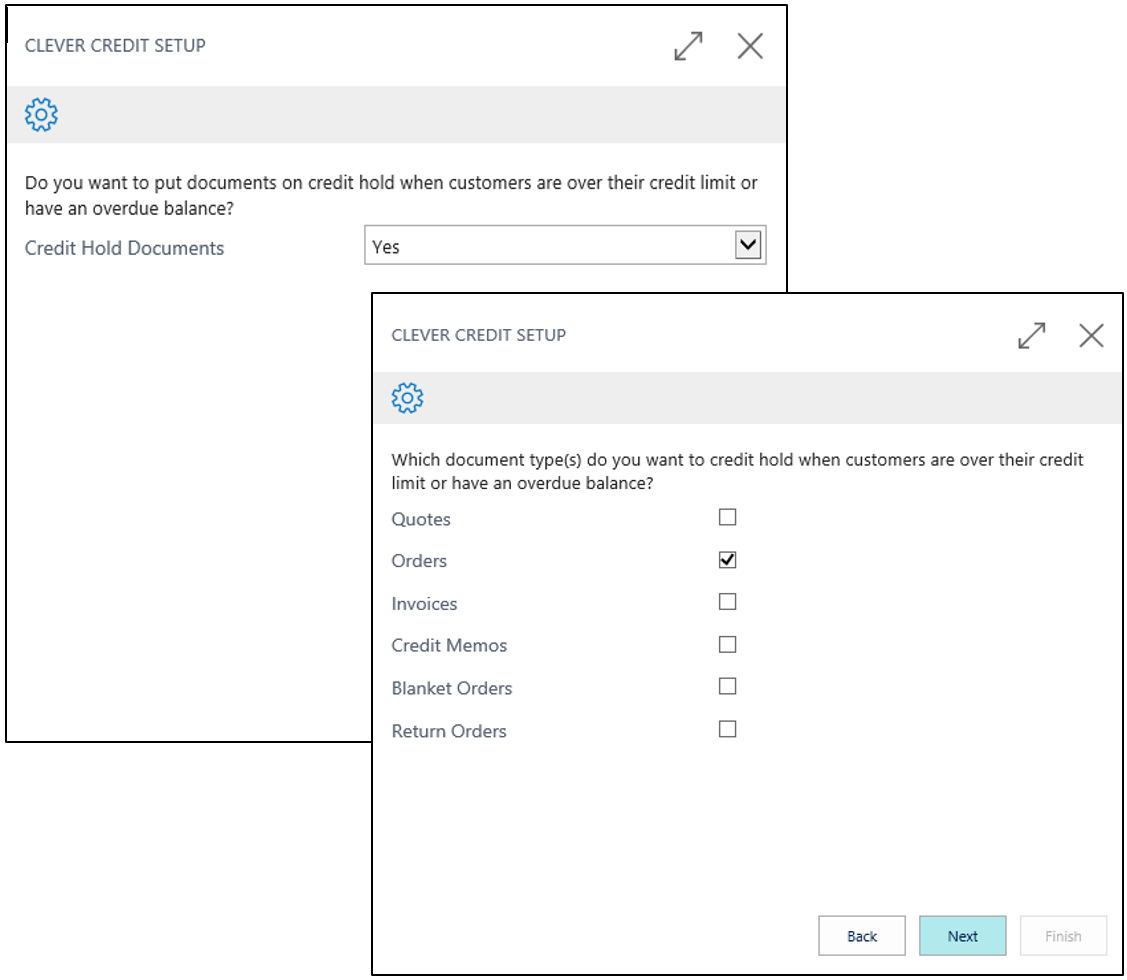 CLEVER CREDIT SETUP
Do you want to put documents on credit hold when customers are over their credit limit or
have an overdue balance?
Credit Hold Documents
Yes
CLEVER CREDIT SETUP
Which document type(s) do you want to credit hold when customers are over their credit
limit or have an overdue balance?
Quotes
Orders
Invoices
Credit Memos
Blanket Orders
Return Orders
Back
Next
Finish